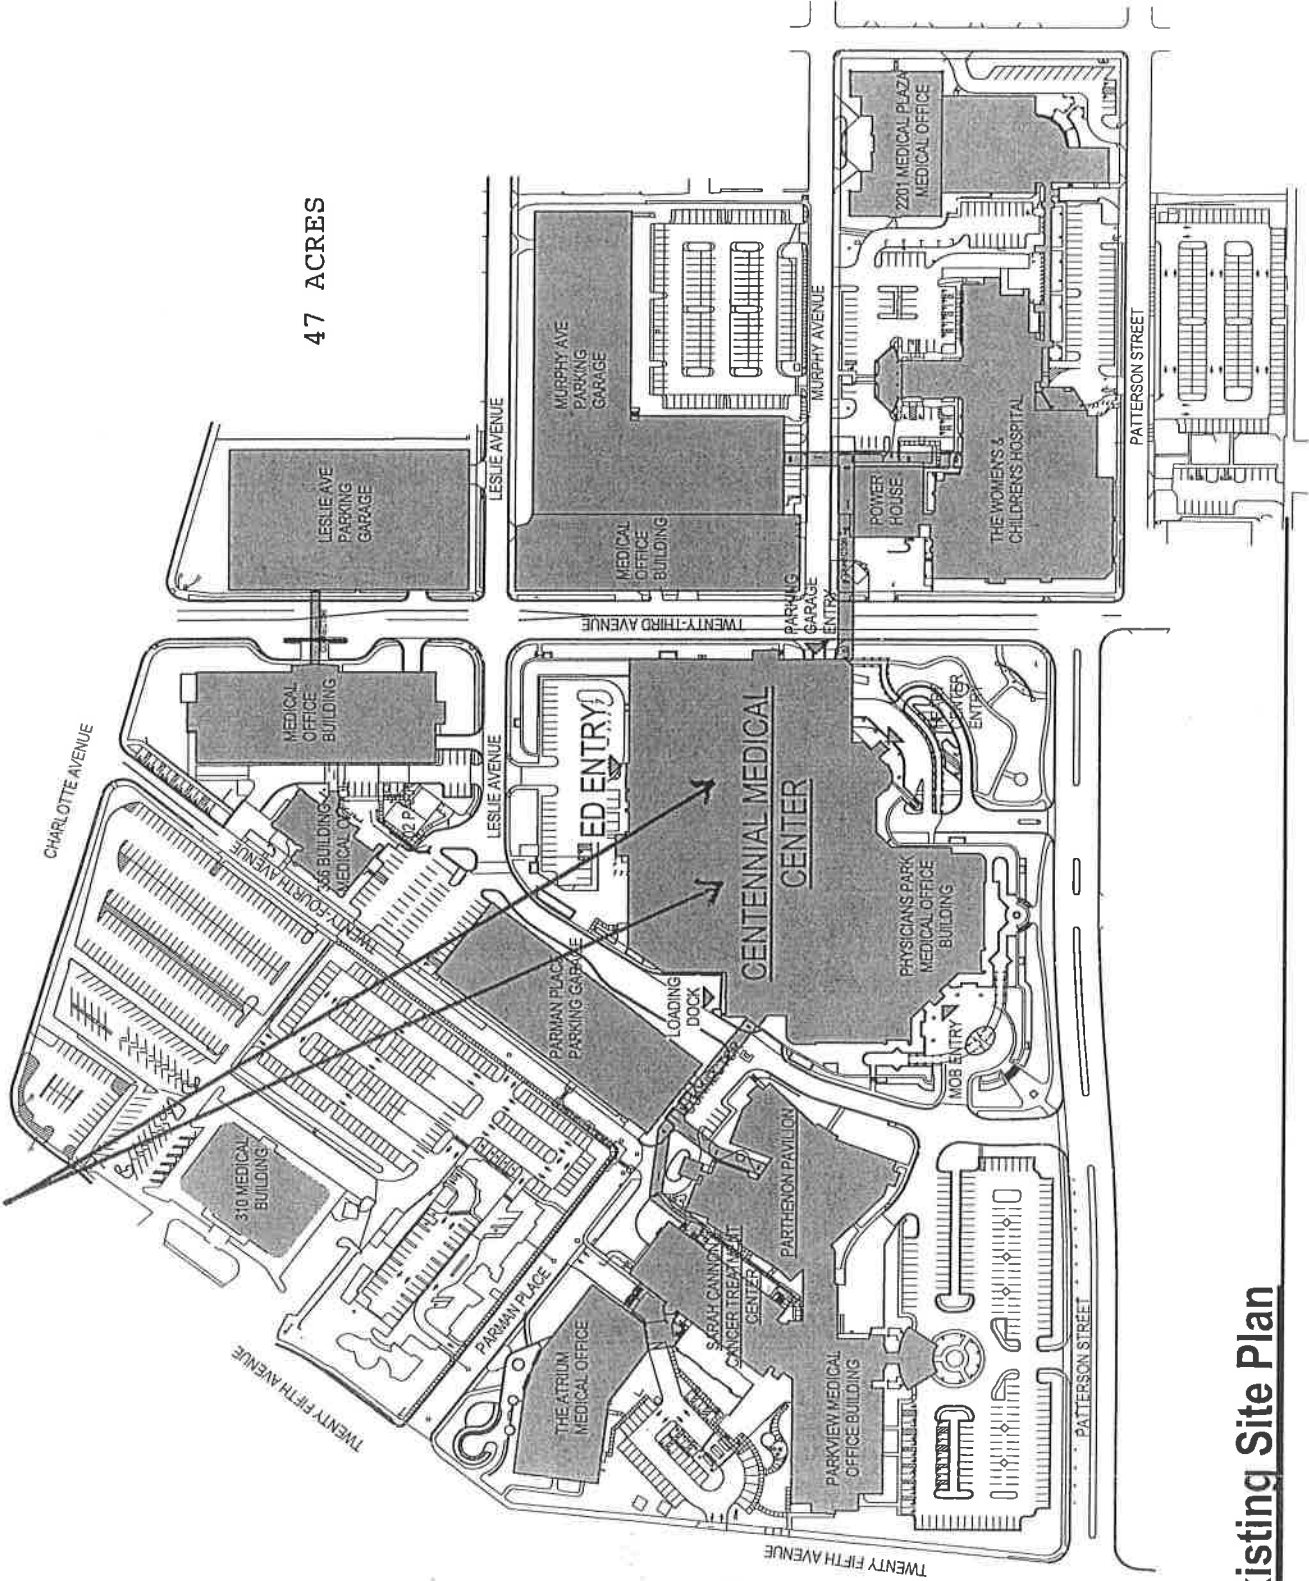 47 ACRES
CHARLOTTE AVENUE
LESLIE AVE
PARKING
GARAGE
LESLIE AVENUE
MURPHY AVE
PARKING
GARAGE
MURPHY AVENUE
2201 MEDICAL PLAZA
MEDICAL OFFICE
MEDICAL
OFFICE
BUILDING
POWER
HOUSE
THE WOMEN'S &
CHILDREN'S HOSPITAL
PATTERSON STREET
PARKING
GARAGE
ENTRY
TWENTY-THIRD AVENUE
MEDICAL
OFFICE
BUILDING
LESLIE AVENUE
BUILDING
MEDICAL
TWENTY-FOURTH AVENUE
ED ENTRY
CENTENNIAL MEDICAL
CENTER
CENTER
ENTRY
PHYSICIANS PARK
MEDICAL OFFICE
BUILDING
MOB ENTRY
LOADING
DOCK
PARMAN PLACE
PARKING GARAGE
310 MEDICAL
BUILDING
PARMAN PLACE
TWENTY FIFTH AVENUE
THE ATRIUM
MEDICAL OFFICE
SARAH CANNON
CANCER TREATMENT
CENTER
PARTHENON PAVILION
PARKVIEW MEDICAL
OFFICE BUILDING
PATTERSON STREET
TWENTY FIFTH AVENUE
Site Plan